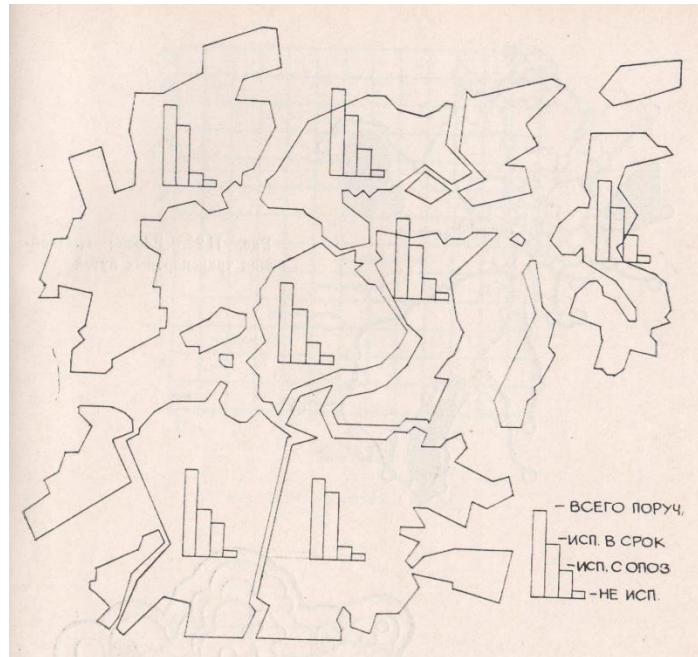 – ВСЕГО ПОРУЧ,
– ИСП. В СРОК
– ИСП. С ОПОЗ
– НЕ ИСП.